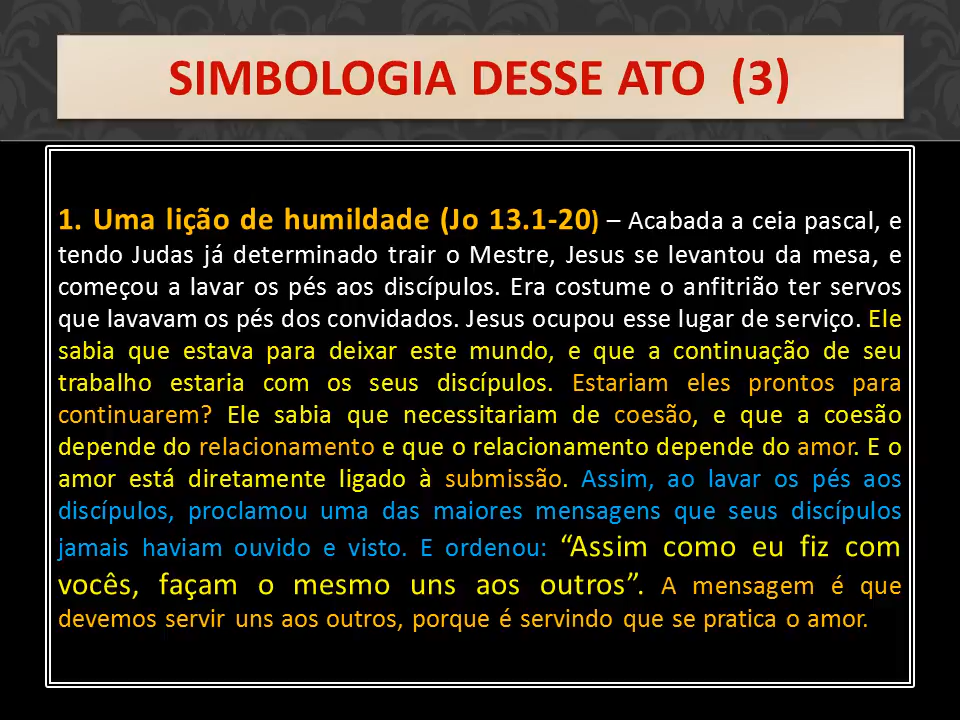 SIMBOLOGIA DESSE ATO (3)
1. Uma lição de humildade (Jo 13.1-20) – Acabada a ceia pascal, e
tendo Judas já determinado trair o Mestre, Jesus se levantou da mesa, e
começou a lavar os pés aos discípulos. Era costume o anfitrião ter servos
que lavavam os pés dos convidados. Jesus ocupou esse lugar de serviço. Ele
sabia que estava para deixar este mundo, e que a continuação de seu
trabalho estaria com os seus discípulos. Estariam eles prontos para
continuarem? Ele sabia que necessitariam de coesão, e que a coesão
depende do relacionamento e que o relacionamento depende do amor. E o
amor está diretamente ligado à submissão. Assim, ao lavar os pés aos
discípulos, proclamou uma das maiores mensagens que seus discípulos
jamais haviam ouvido e visto. E ordenou: “Assim como eu fiz com
vocês, façam o mesmo uns aos outros”. A mensagem é que
devemos servir uns aos outros, porque é servindo que se pratica o amor.